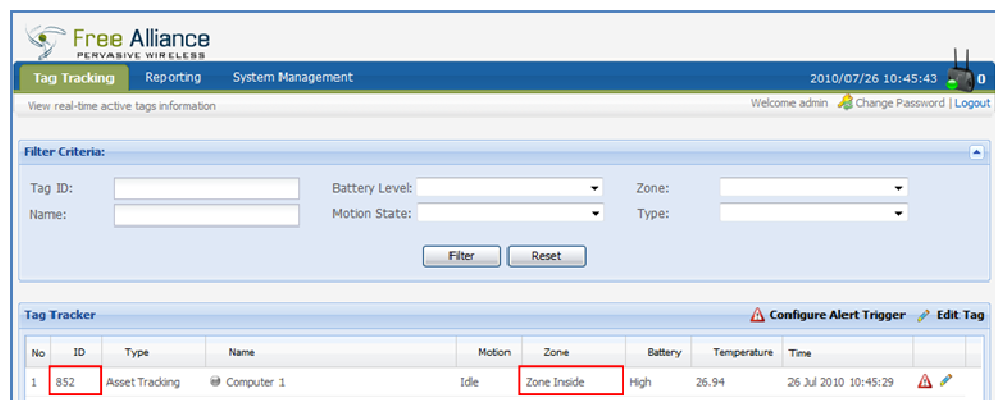 Free Alliance
PERVASIVE WIRELESS
Tag Tracking Reporting System Management 2010/07/26 10:45:43 0
View real-time active tags information Welcome admin Change Password | Logout
Filter Criteria:
Tag ID: Battery Level: Zone:
Name: Motion State: Type:
Filter Reset
Tag Tracker Configure Alert Trigger Edit Tag
No ID Type Name Motion Zone Battery Temperature Time
1 852 Asset Tracking Computer 1 Idle Zone Inside High 26.94 26 Jul 2010 10:45:29